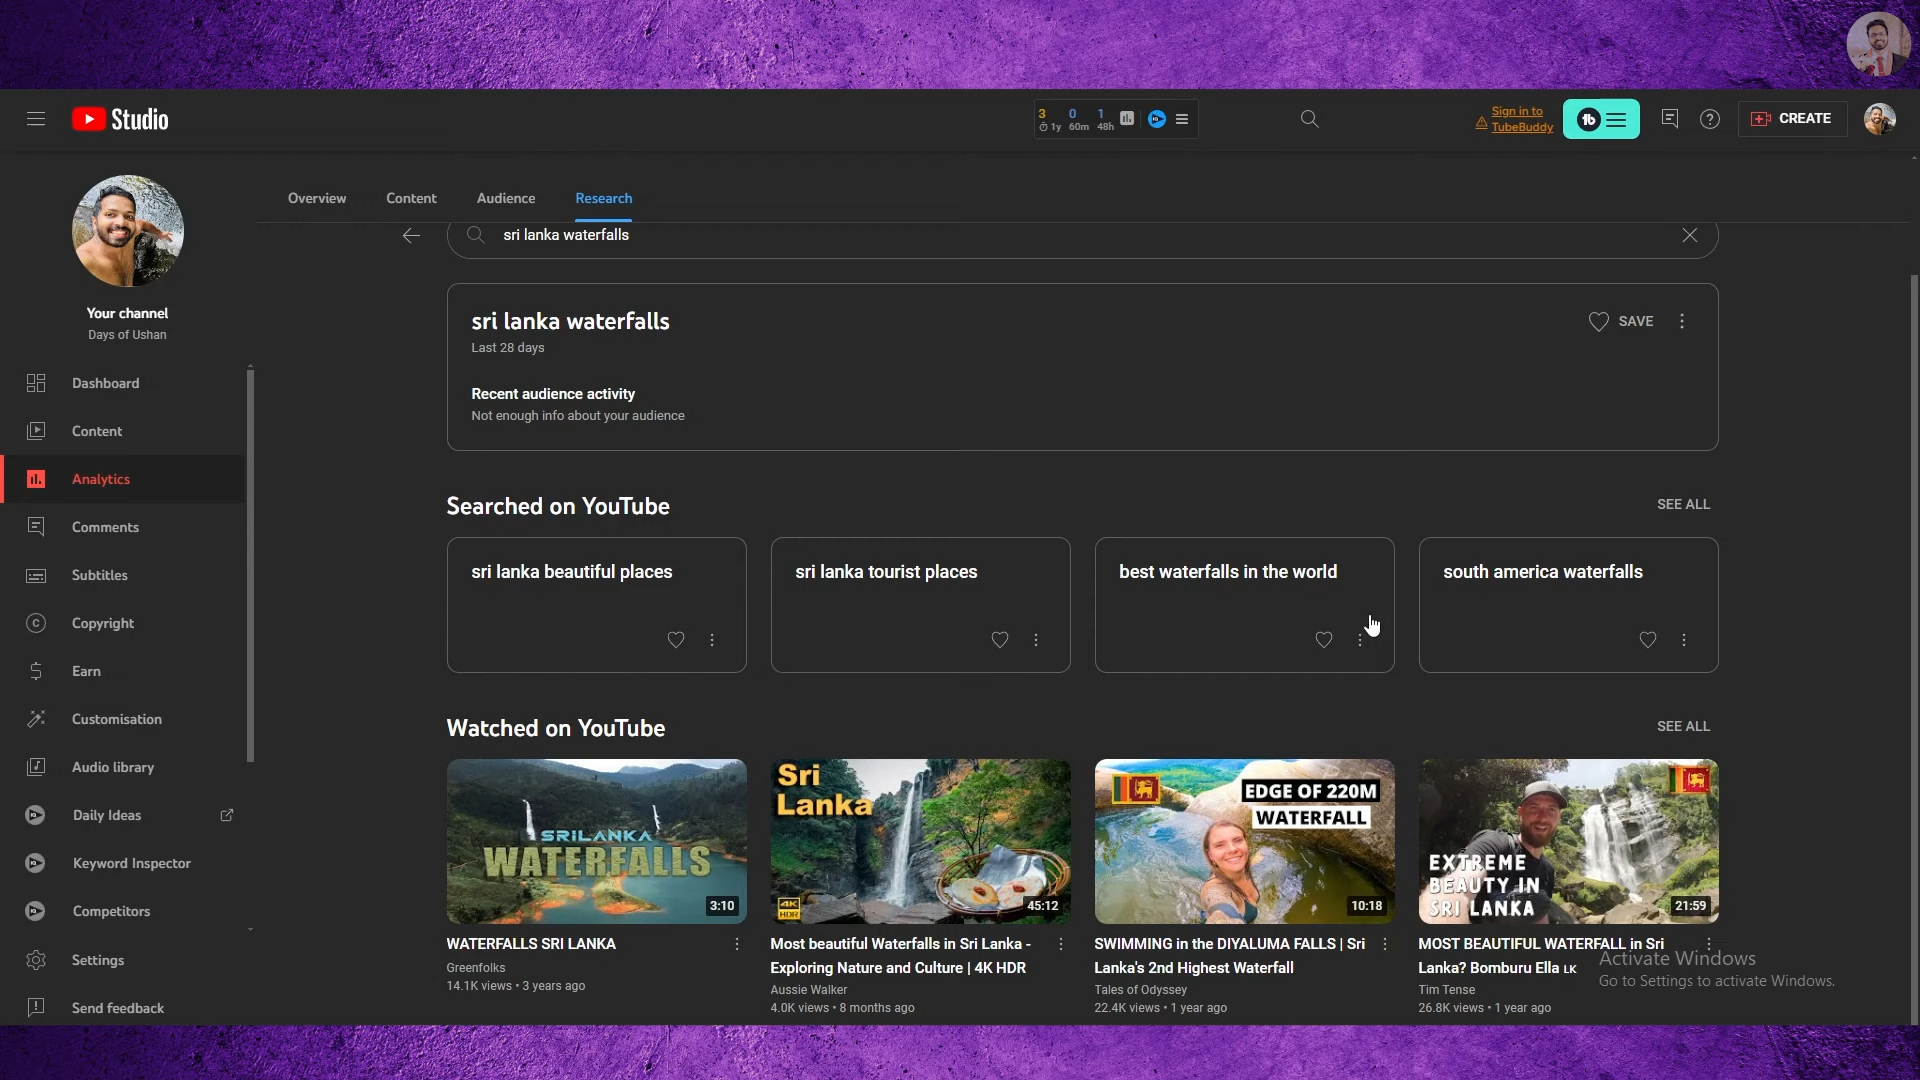 Studio
3 0 1
1y 60m 48h
Sign in to
TubeBuddy
tb
CREATE
Overview Content Audience Research
sri lanka waterfalls
Your channel
Days of Ushan
Dashboard
Content
Analytics
Comments
Subtitles
Copyright
Earn
Customisation
Audio library
Daily Ideas
Keyword Inspector
Competitors
Settings
Send feedback
sri lanka waterfalls
SAVE
Last 28 days
Recent audience activity
Not enough info about your audience
Searched on YouTube
SEE ALL
sri lanka beautiful places
sri lanka tourist places
best waterfalls in the world
south america waterfalls
Watched on YouTube
SEE ALL
SRILANKA
WATERFALLS
3:10
WATERFALLS SRI LANKA
Greenfolks
14.1K views • 3 years ago
Sri
Lanka
4K
HDR
45:12
Most beautiful Waterfalls in Sri Lanka -
Exploring Nature and Culture | 4K HDR
Aussie Walker
4.0K views • 8 months ago
EDGE OF 220M
WATERFALL
10:18
SWIMMING in the DIYALUMA FALLS | Sri
Lanka's 2nd Highest Waterfall
Tales of Odyssey
22.4K views • 1 year ago
EXTREME
BEAUTY IN
SRI LANKA
21:59
MOST BEAUTIFUL WATERFALL in Sri
Lanka? Bomburu Ella LK
Tim Tense
26.8K views • 1 year ago
Activate Windows
Go to Settings to activate Windows.